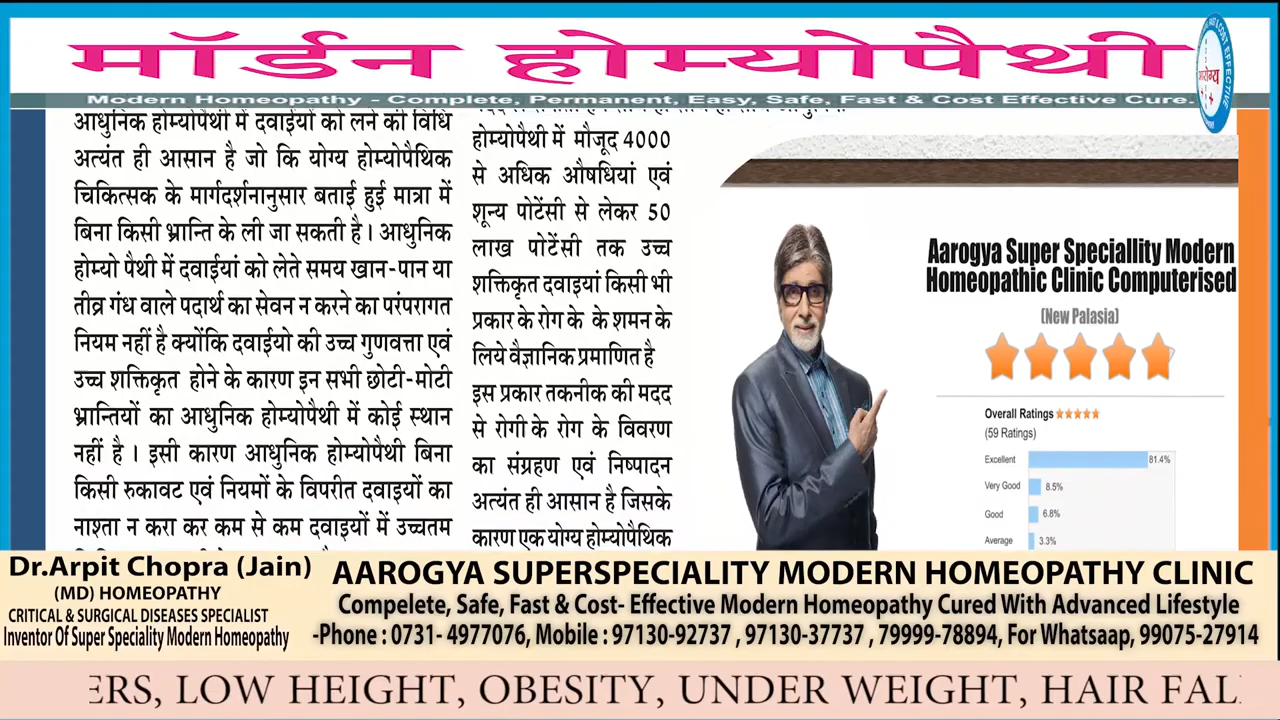 मॉर्डन होम्योपैथी
Modern Homeopathy - Complete, Permanent, Easy, Safe, Fast & Cost Effective Cure.
आरोग्य
आधुनिक होम्योपैथी में दवाईयों को लेने की विधि
अत्यंत ही आसान है जो कि योग्य होम्योपैथिक
चिकित्सक के मार्गदर्शनानुसार बताई हुई मात्रा में
बिना किसी भ्रान्ति के ली जा सकती है। आधुनिक
होम्यो पैथी में दवाईयां को लेते समय खान-पान या
तीव्र गंध वाले पदार्थ का सेवन न करने का परंपरागत
नियम नहीं है क्योंकि दवाईयो की उच्च गुणवत्ता एवं
उच्च शक्तिकृत होने के कारण इन सभी छोटी-मोटी
भ्रान्तियों का आधुनिक होम्योपैथी में कोई स्थान
नहीं है। इसी कारण आधुनिक होम्योपैथी बिना
किसी रुकावट एवं नियमों के विपरीत दवाइयों का
नाश्ता न करा कर कम से कम दवाइयों में उच्चतम
होम्योपैथी में मौजूद 4000
से अधिक औषधियां एवं
शून्य पोटेंसी से लेकर 50
लाख पोटेंसी तक उच्च
शक्तिकृत दवाइयां किसी भी
प्रकार के रोग के के शमन के
लिये वैज्ञानिक प्रमाणित है
इस प्रकार तकनीक की मदद
से रोगी के रोग के विवरण
का संग्रहण एवं निष्पादन
अत्यंत ही आसान है जिसके
कारण एक योग्य होम्योपैथिक
Aarogya Super Speciallity Modern
Homeopathic Clinic Computerised
(New Palasia)
Overall Ratings
(59 Ratings)
Excellent 81.4%
Very Good 8.5%
Good 6.8%
Average 3.3%
Dr.Arpit Chopra (Jain)
(MD) HOMEOPATHY
CRITICAL & SURGICAL DISEASES SPECIALIST
Inventor Of Super Speciality Modern Homeopathy
AAROGYA SUPERSPECIALITY MODERN HOMEOPATHY CLINIC
Compelete, Safe, Fast & Cost- Effective Modern Homeopathy Cured With Advanced Lifestyle
-Phone : 0731- 4977076, Mobile : 97130-92737 , 97130-37737 , 79999-78894, For Whatsaap, 99075-27914
ERS, LOW HEIGHT, OBESITY, UNDER WEIGHT, HAIR FAL